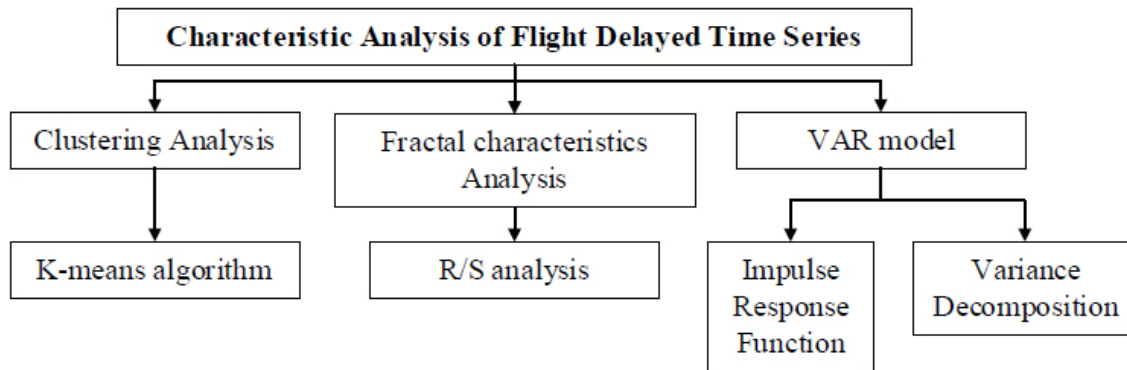 Characteristic Analysis of Flight Delayed Time Series
Clustering Analysis
Fractal characteristics
Analysis
VAR model
K-means algorithm
R/S analysis
Impulse
Response
Function
Variance
Decomposition